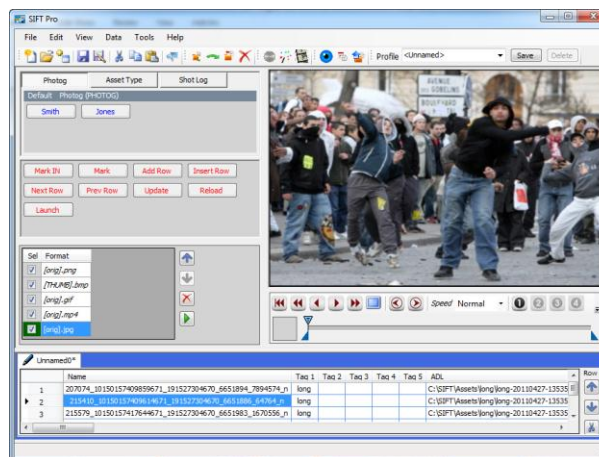 SIFT Pro
File Edit View Data Tools Help
Profile <Unnamed> Save Delete
Photog Asset Type Shot Log
Default Photog (PHOTOG)
Smith Jones
AVENUE
DES GOBELINS
BOULEVARD
Mark IN Mark Add Row Insert Row
Next Row Prev Row Update Reload
Launch
Sel Format
[orig].png
[THUMB].bmp
[orig].gif
[orig].mp4
[orig].jpg
Speed Normal 1 2 3 4
Unnamed0*
Name Tag 1 Tag 2 Tag 3 Tag 4 Tag 5 ADL Row
1 207074_10150157409859671_191527304670_6651894_7894574_n long C:\SIFT\Assets\long\long-20110427-13535
2 215410_10150157409614671_191527304670_6651886_64764_n long C:\SIFT\Assets\long\long-20110427-13535
3 215579_10150157417644671_191527304670_6651983_1670556_n long C:\SIFT\Assets\long\long-20110427-13535